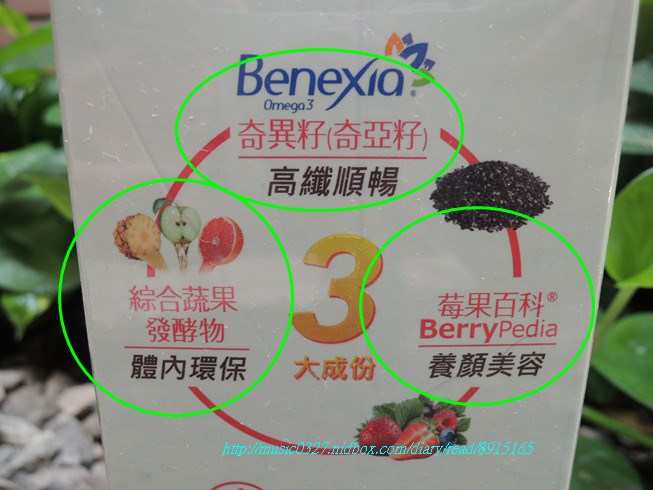 Benexia®
Omega3
奇異籽(奇亞籽)
高纖順暢
綜合蔬果
發酵物
體內環保
3
大成份
莓果百科®
BerryPedia
養顏美容
http://music0327.nidbox.com/diary/read/8915165